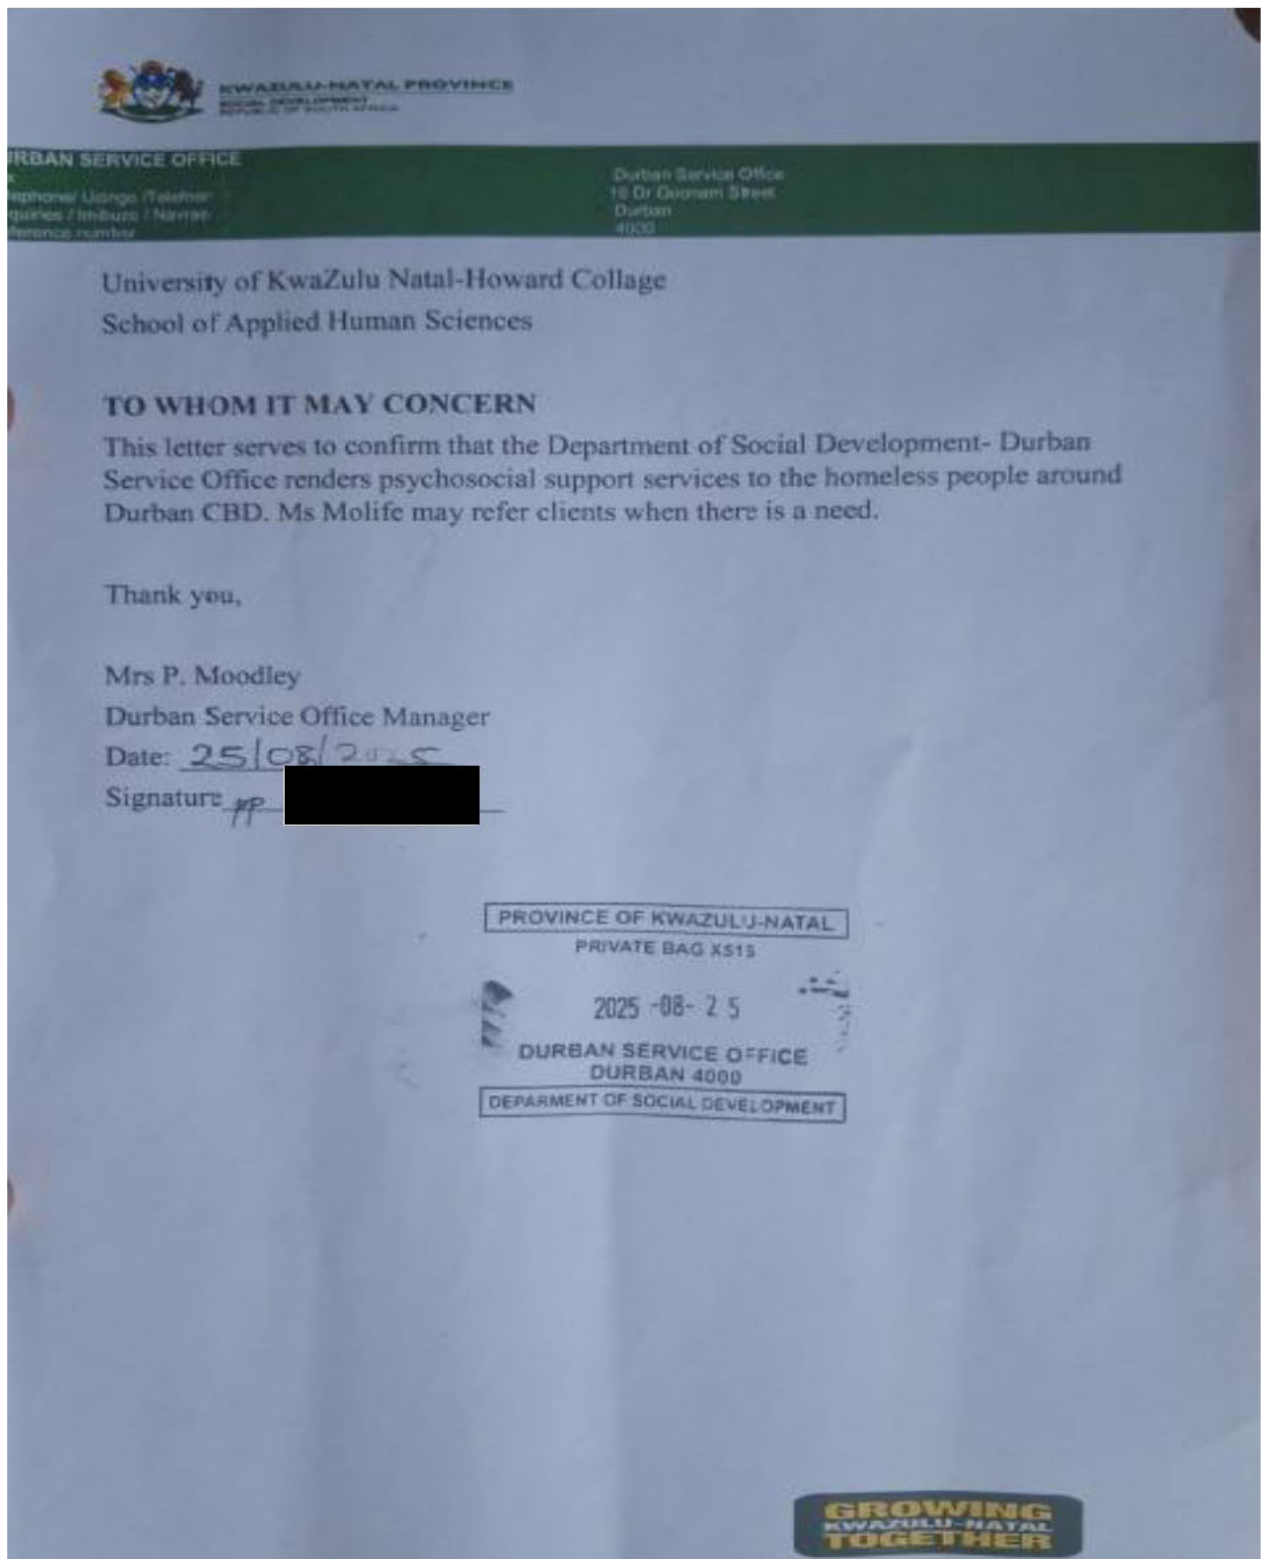 KWAZULU-NATAL PROVINCE
SOCIAL DEVELOPMENT
REPUBLIC OF SOUTH AFRICA
RBAN SERVICE OFFICE
Durban Service Office
Street
Durban
4000
University of KwaZulu Natal-Howard Collage
School of Applied Human Sciences
TO WHOM IT MAY CONCERN
This letter serves to confirm that the Department of Social Development- Durban
Service Office renders psychosocial support services to the homeless people around
Durban CBD. Ms Molife may refer clients when there is a need.
Thank you,
Mrs P. Moodley
Durban Service Office Manager
Date: 25/08/2025
Signature pp
PROVINCE OF KWAZULU-NATAL
PRIVATE BAG
2025 -08- 2 5
DURBAN SERVICE OFFICE
DURBAN 4000
DEPARMENT OF SOCIAL DEVELOPMENT
GROWING
KWAZULU-NATAL
TOGETHER